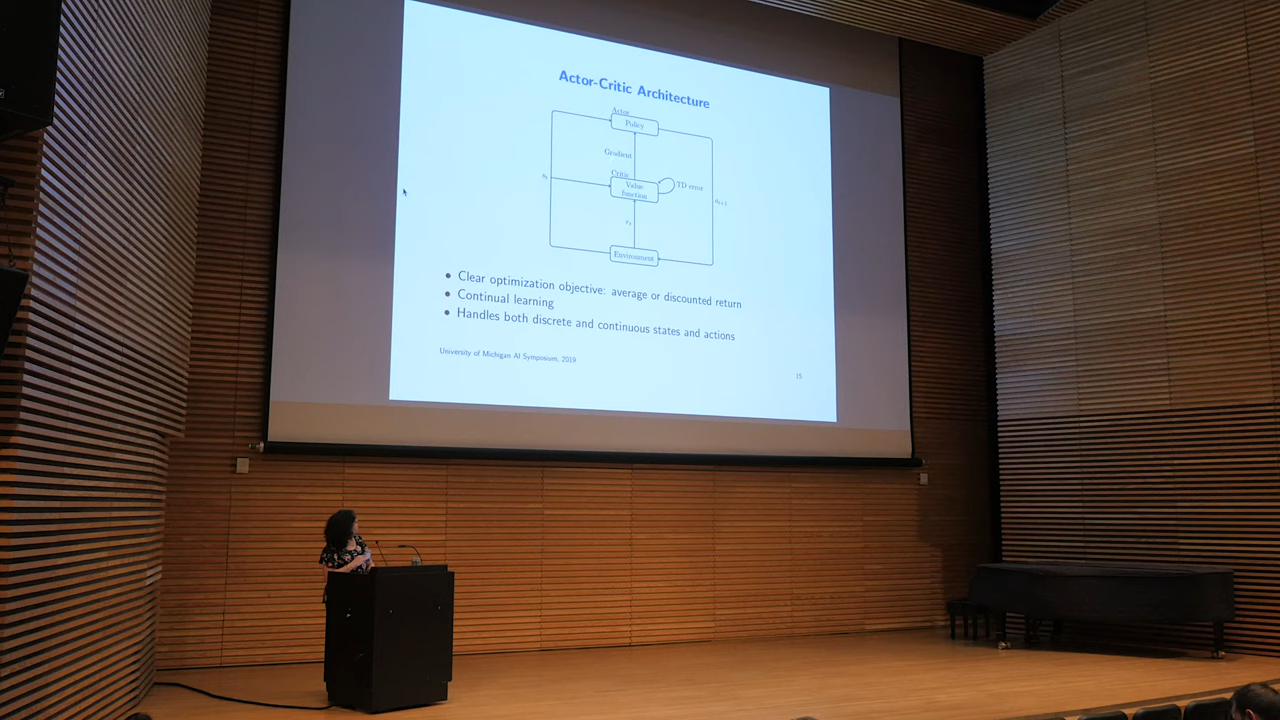 Actor-Critic Architecture
Actor
Policy
Gradient
Critic
Value
function
TD error
Environment
• Clear optimization objective: average or discounted return
• Continual learning
• Handles both discrete and continuous states and actions
University of Michigan AI Symposium, 2019
15